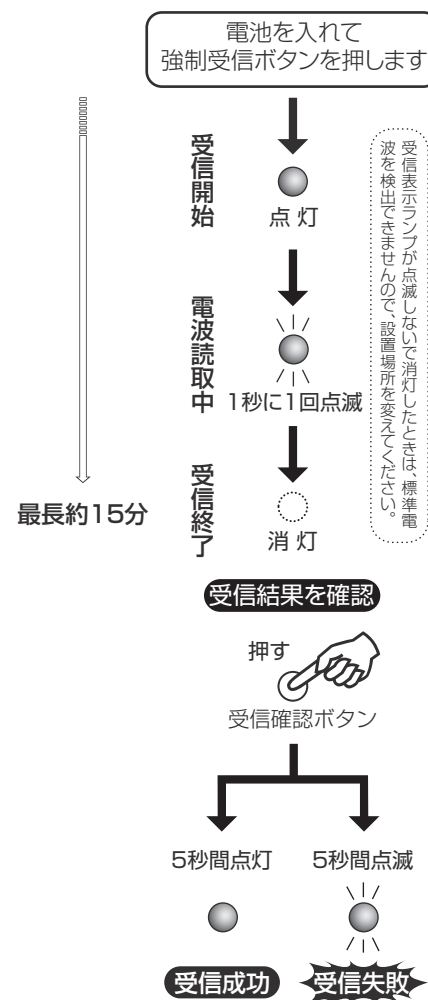 電池を入れて
強制受信ボタンを押します
受信開始
点 灯
受信表示ランプが点滅しないで消灯したときは、標準電
波を検出できませんので、設置場所を変えてください。
電波読取中
1秒に1回点滅
受信終了
消 灯
最長約15分
受信結果を確認
押す
受信確認ボタン
5秒間点灯
5秒間点滅
受信成功
受信失敗